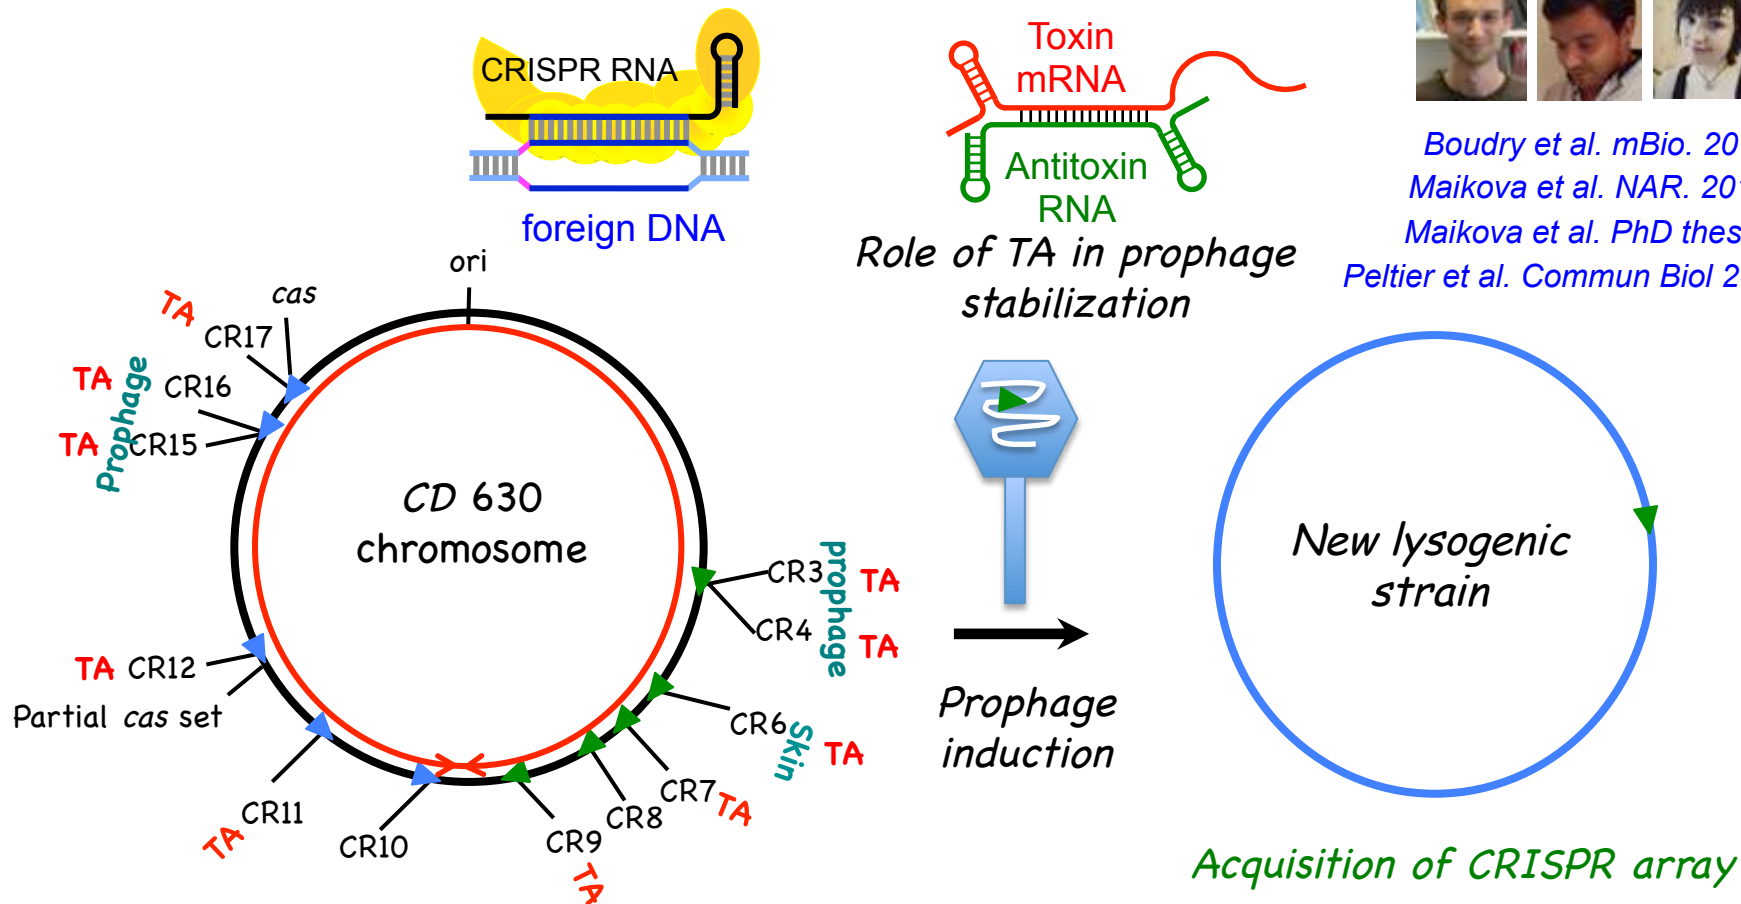 CRISPR RNA
foreign DNA
Toxin
mRNA
Antitoxin
RNA
Role of TA in prophage
stabilization
Boudry et al. mBio. 20
Maikova et al. NAR. 20
Maikova et al. PhD thes
Peltier et al. Commun Biol 2
ori
cas
TA
CR17
TA
CR16
Prophage
TA
CR15
CD 630
chromosome
CR3
TA
prophage
CR4
TA
TA CR12
Partial cas set
CR6
Skin
TA
CR7
TA
CR8
CR9
TA
CR10
CR11
TA
Prophage
induction
New lysogenic
strain
Acquisition of CRISPR array